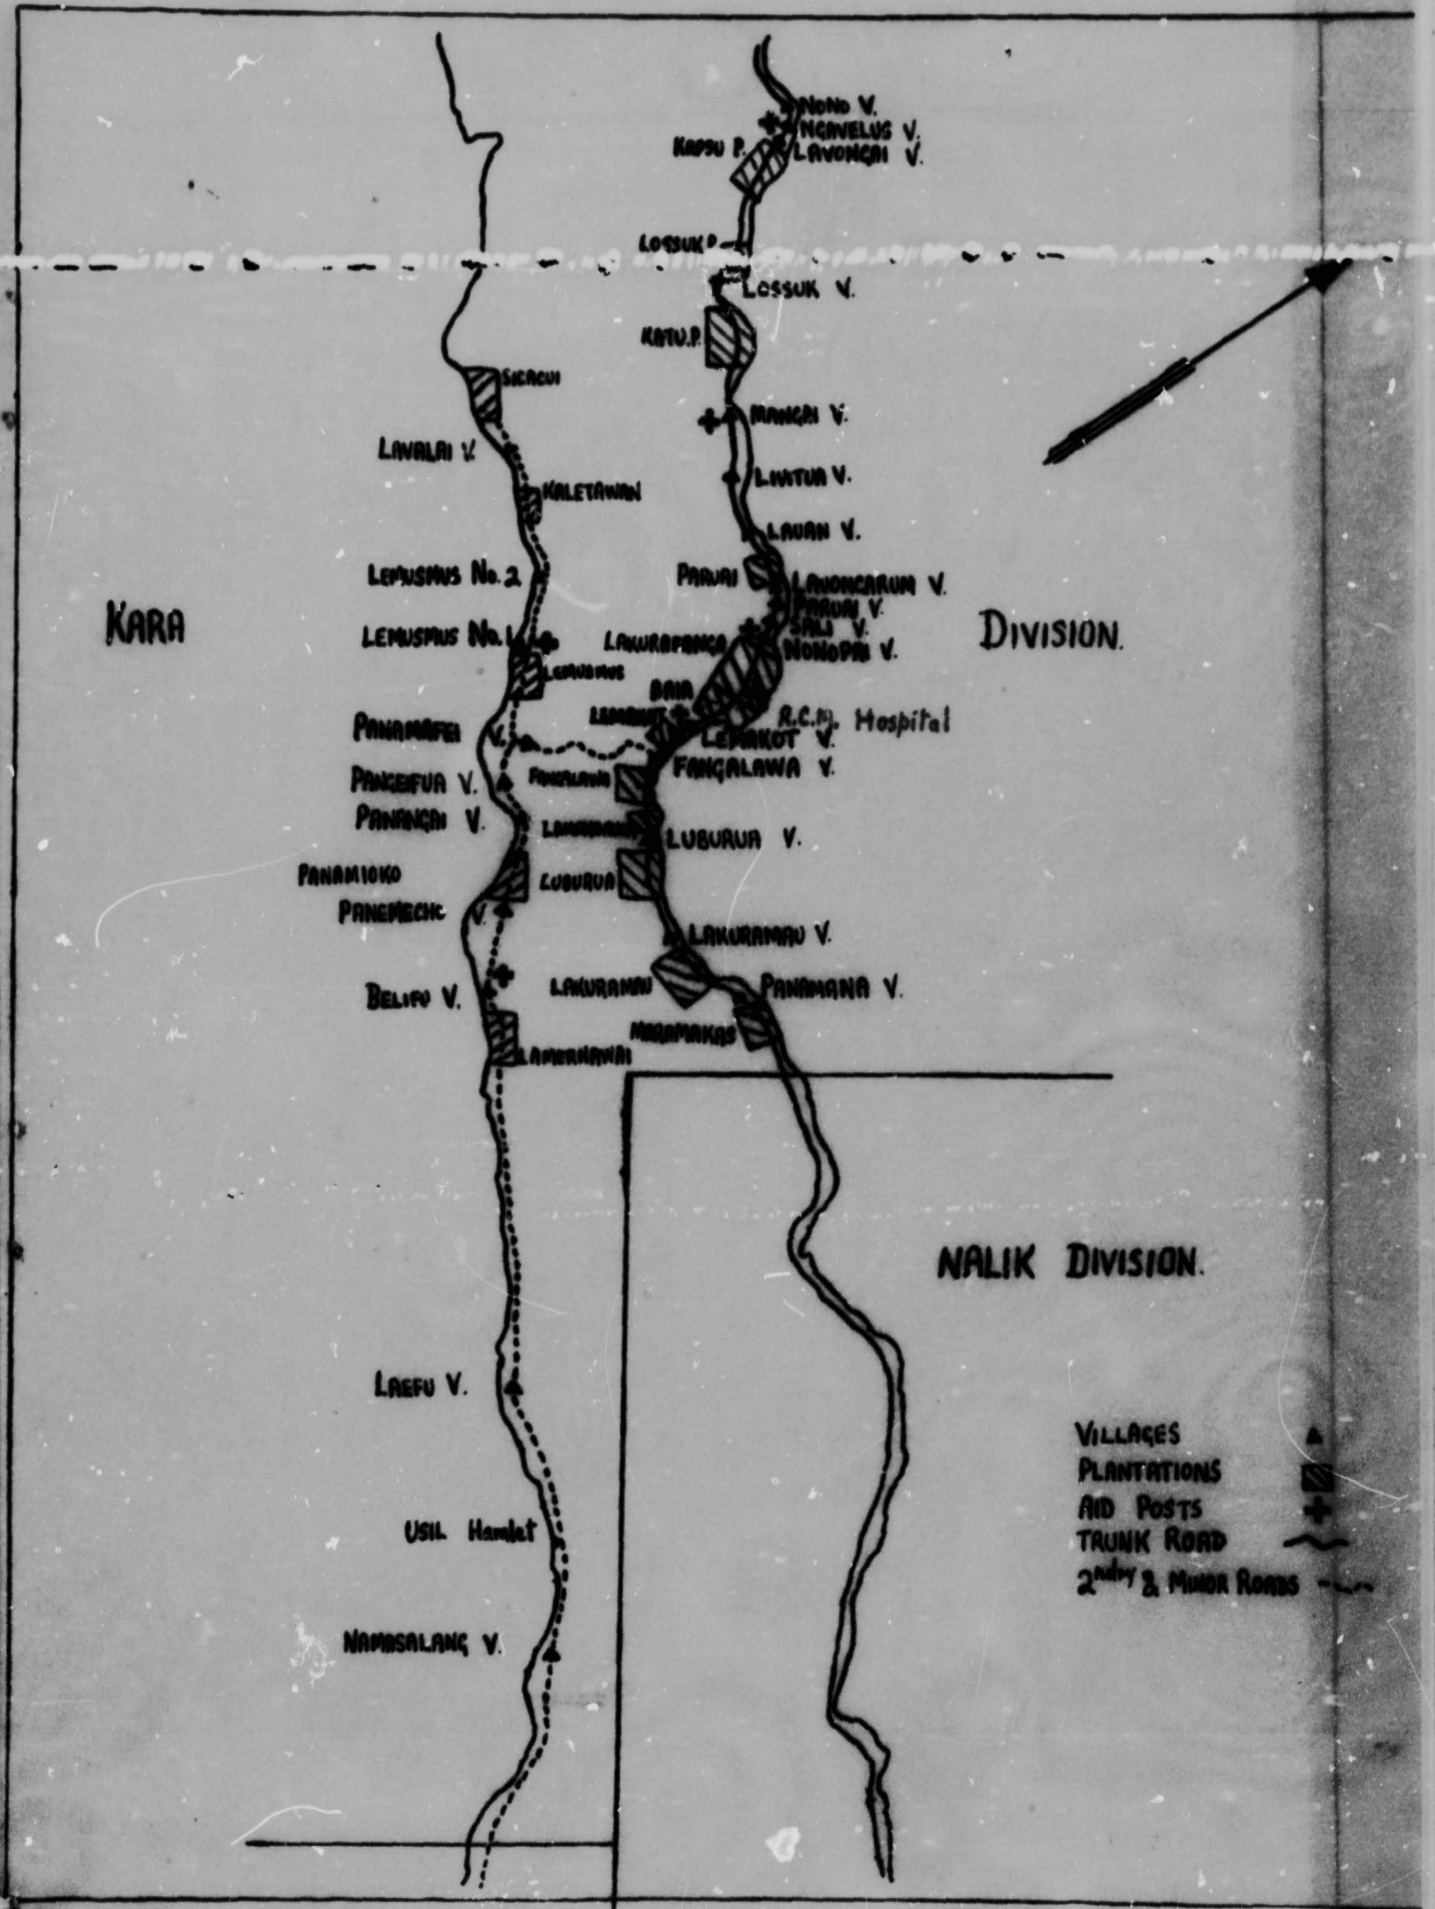 NONO V.
NGAVELUS V.
KAPSU P.
LAVONGAI V.
LOSSUK P
LOSSUK V.
KATU.P.
SICACUI
MANGAI V.
LAVALAI V.
LIVITUA V.
KALETAWAN
LAUAN V.
LEMUSMUS No. 2
PARUAI
LAVONGARUM V.
PARUAI V.
KARA
SALI V.
DIVISION.
LEMUSMUS No. 1
LAKURAPANGA
NONOPAI V.
LEMUSMUS
BAIA
LEMAKOT
R.C.M. Hospital
PANAMAFEI V.
LEMAKOT V.
FANGALAWA V.
PANGEIFUA V.
FANGALAWA
PANANGAI V.
LUBURUA V.
PANAMIOKO
LUBURUA
PANEMECHC V.
LAKURAMAU V.
BELIFU V.
LAKURAMAU
PANAMANA V.
MARAMAKAS
LAMERNAWAI
NALIK DIVISION.
LAEFU V.
VILLAGES
PLANTATIONS
AID POSTS
USIL Hamlet
TRUNK ROAD
2ndry & MINOR ROADS
NAMASALANG V.